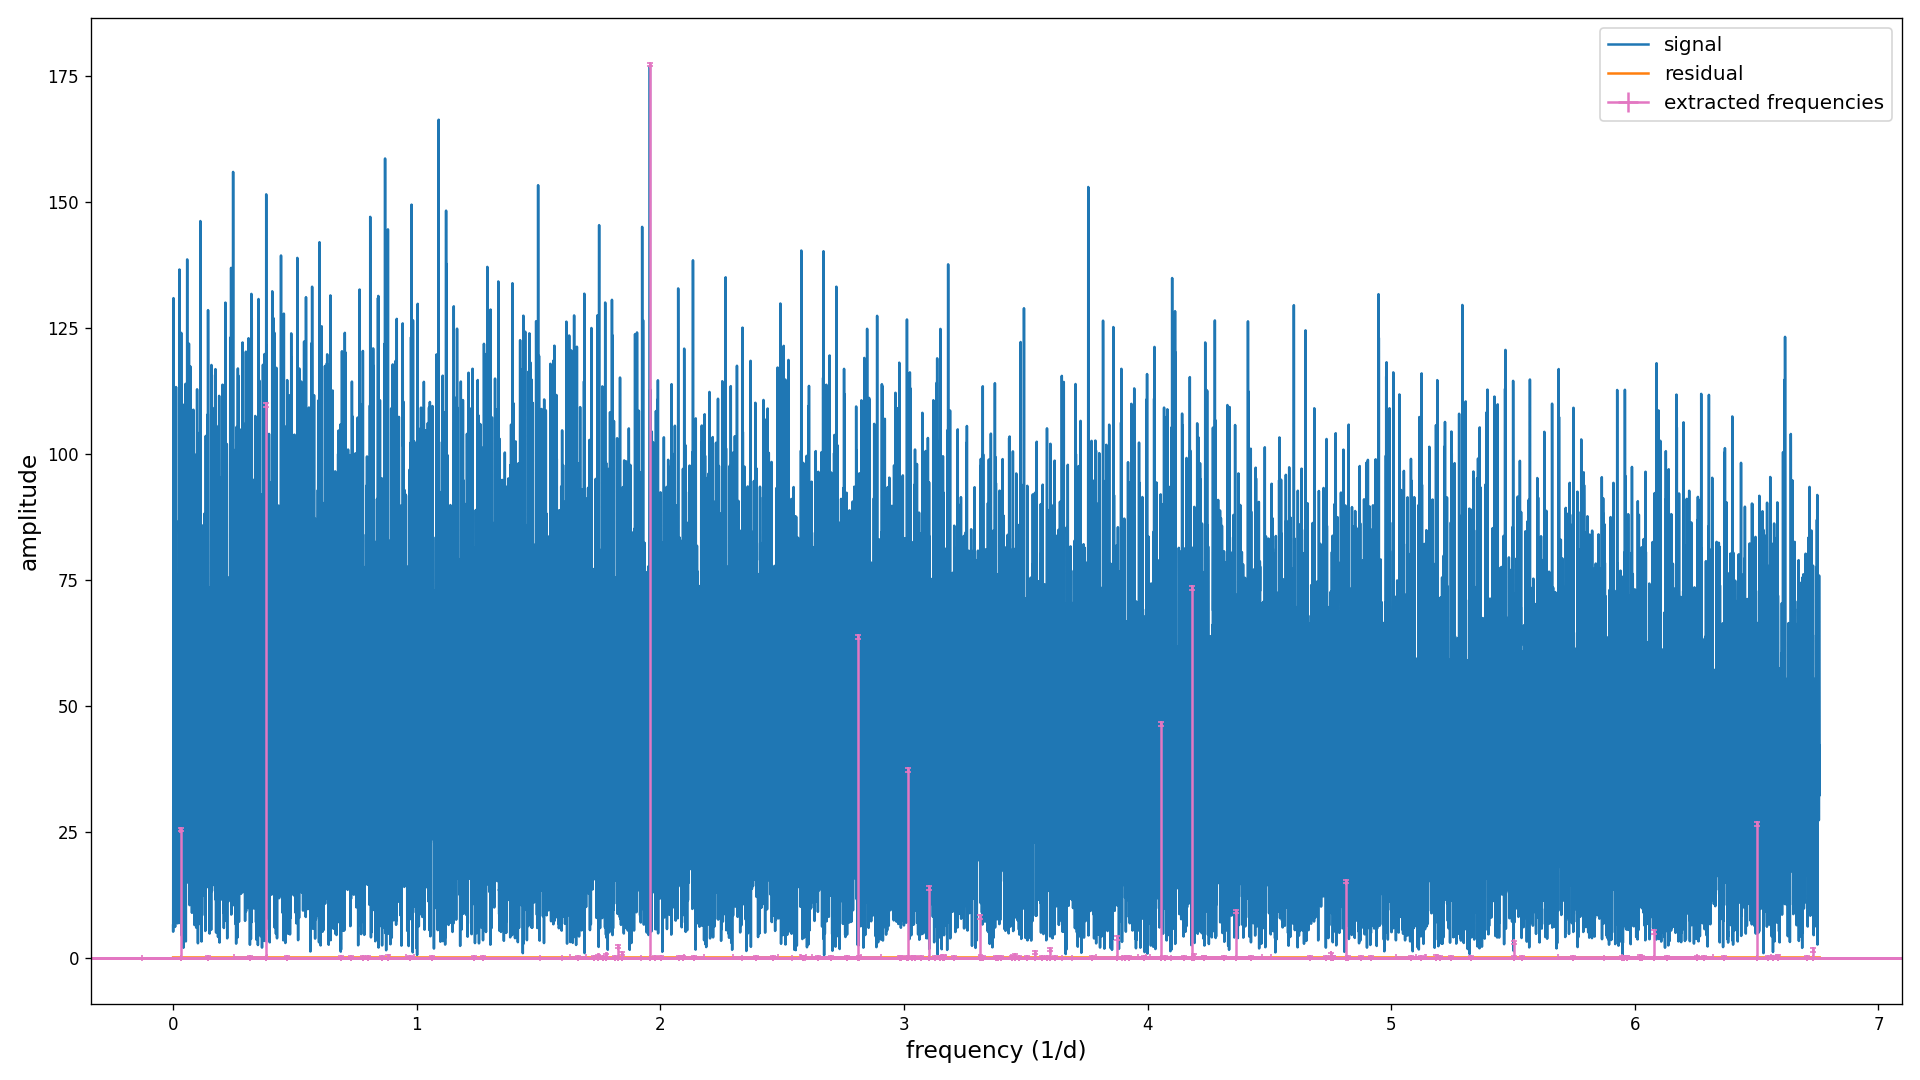 signal
residual
extracted frequencies
175
150
125
100
75
50
25
0
amplitude
0 1 2 3 4 5 6 7
frequency (1/d)